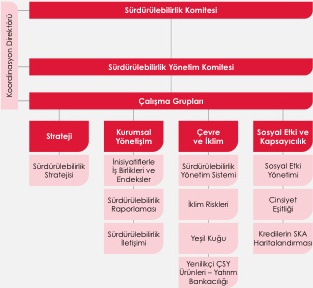 Koordinasyon Direktörü
Sürdürülebilirlik Komitesi
Sürdürülebilirlik Yönetim Komitesi
Çalışma Grupları
Strateji
Sürdürülebilirlik
Stratejisi
Kurumsal
Yönetişim
İnisiyatiflerle
İş Birlikleri ve
Endeksler
Sürdürülebilirlik
Raporlaması
Sürdürülebilirlik
İletişimi
Çevre
ve İklim
Sürdürülebilirlik
Yönetim Sistemi
İklim Riskleri
Yeşil Kuğu
Yenilikçi ÇSY
Ürünleri – Yatırım
Bankacılığı
Sosyal Etki ve
Kapsayıcılık
Sosyal Etki
Yönetimi
Cinsiyet
Eşitliği
Kredilerin SKA
Haritalandırması